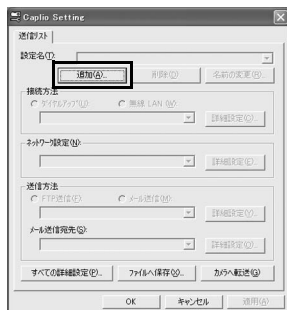 Caplio Setting
送信リスト
設定名(T):
追加(A)...
削除(D)
名前の変更(R)...
接続方法
ダイヤルアップ(U)
無線 LAN (W):
詳細設定(C)...
ネットワーク設定(N):
詳細設定(E)...
送信方法
FTP送信(F)
メール送信(M)
詳細設定(Y)...
メール送信宛先(S):
詳細設定(L)...
すべての詳細設定(P)...
ファイルへ保存(V)...
カメラへ転送(G)
OK
キャンセル
適用(A)